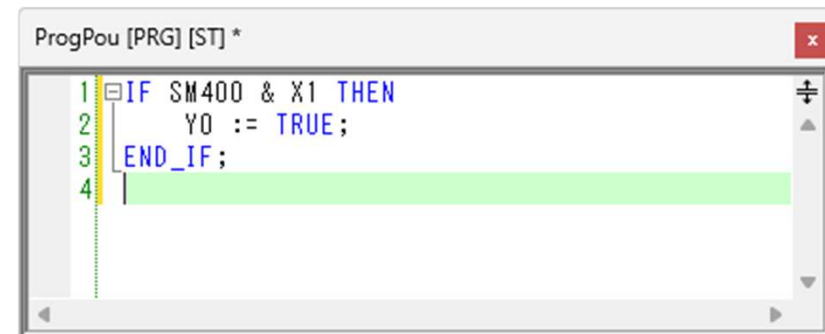 ProgPou [PRG] [ST] *
1 IF SM400 & X1 THEN
2 Y0 := TRUE;
3 END_IF;
4